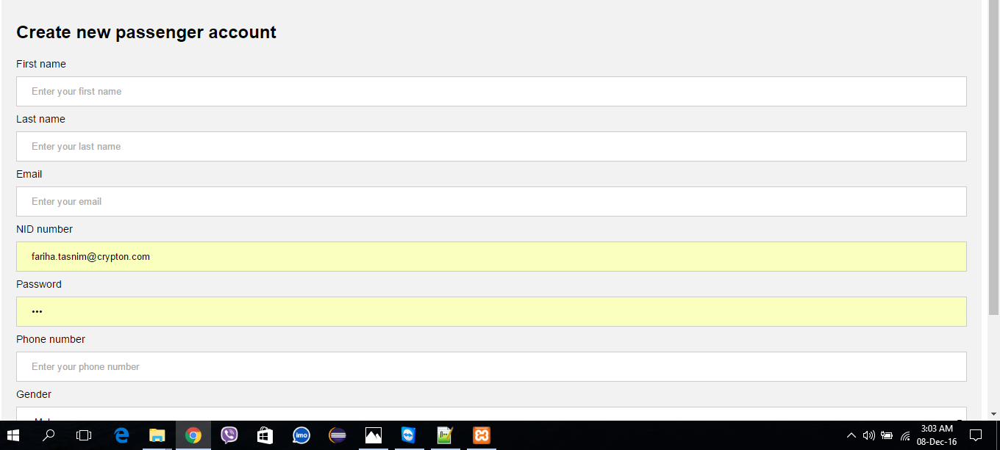 Create new passenger account
First name
Enter your first name
Last name
Enter your last name
Email
Enter your email
NID number
fariha.tasnim@crypton.com
Password
•••
Phone number
Enter your phone number
Gender
imo
3:03 AM
08-Dec-16